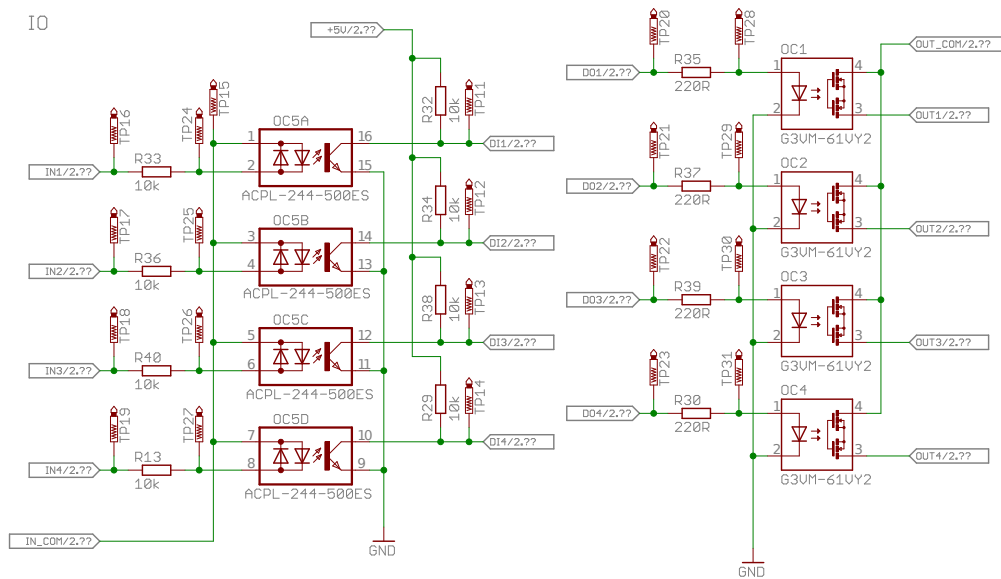 IO
+5V/2.??
TP20
TP28
OUT_COM/2.??
OC1
R35
DO1/2.??
220R
1
4
2
3
G3VM-61VY2
OUT1/2.??
TP15
TP16
TP24
R32
10k
TP11
OC5A
1
16
DI1/2.??
R33
2
15
IN1/2.??
10k
ACPL-244-500ES
TP21
TP29
OC2
R37
DO2/2.??
220R
1
4
2
3
G3VM-61VY2
OUT2/2.??
TP17
TP25
R34
10k
TP12
OC5B
3
14
DI2/2.??
R36
4
13
IN2/2.??
10k
ACPL-244-500ES
TP22
TP30
OC3
R39
DO3/2.??
220R
1
4
2
3
G3VM-61VY2
OUT3/2.??
TP18
TP26
R38
10k
TP13
OC5C
5
12
DI3/2.??
R40
6
11
IN3/2.??
10k
ACPL-244-500ES
TP23
TP31
OC4
R30
DO4/2.??
220R
1
4
2
3
G3VM-61VY2
OUT4/2.??
TP19
TP27
R29
10k
TP14
OC5D
7
10
DI4/2.??
R13
8
9
IN4/2.??
10k
ACPL-244-500ES
IN_COM/2.??
GND
GND